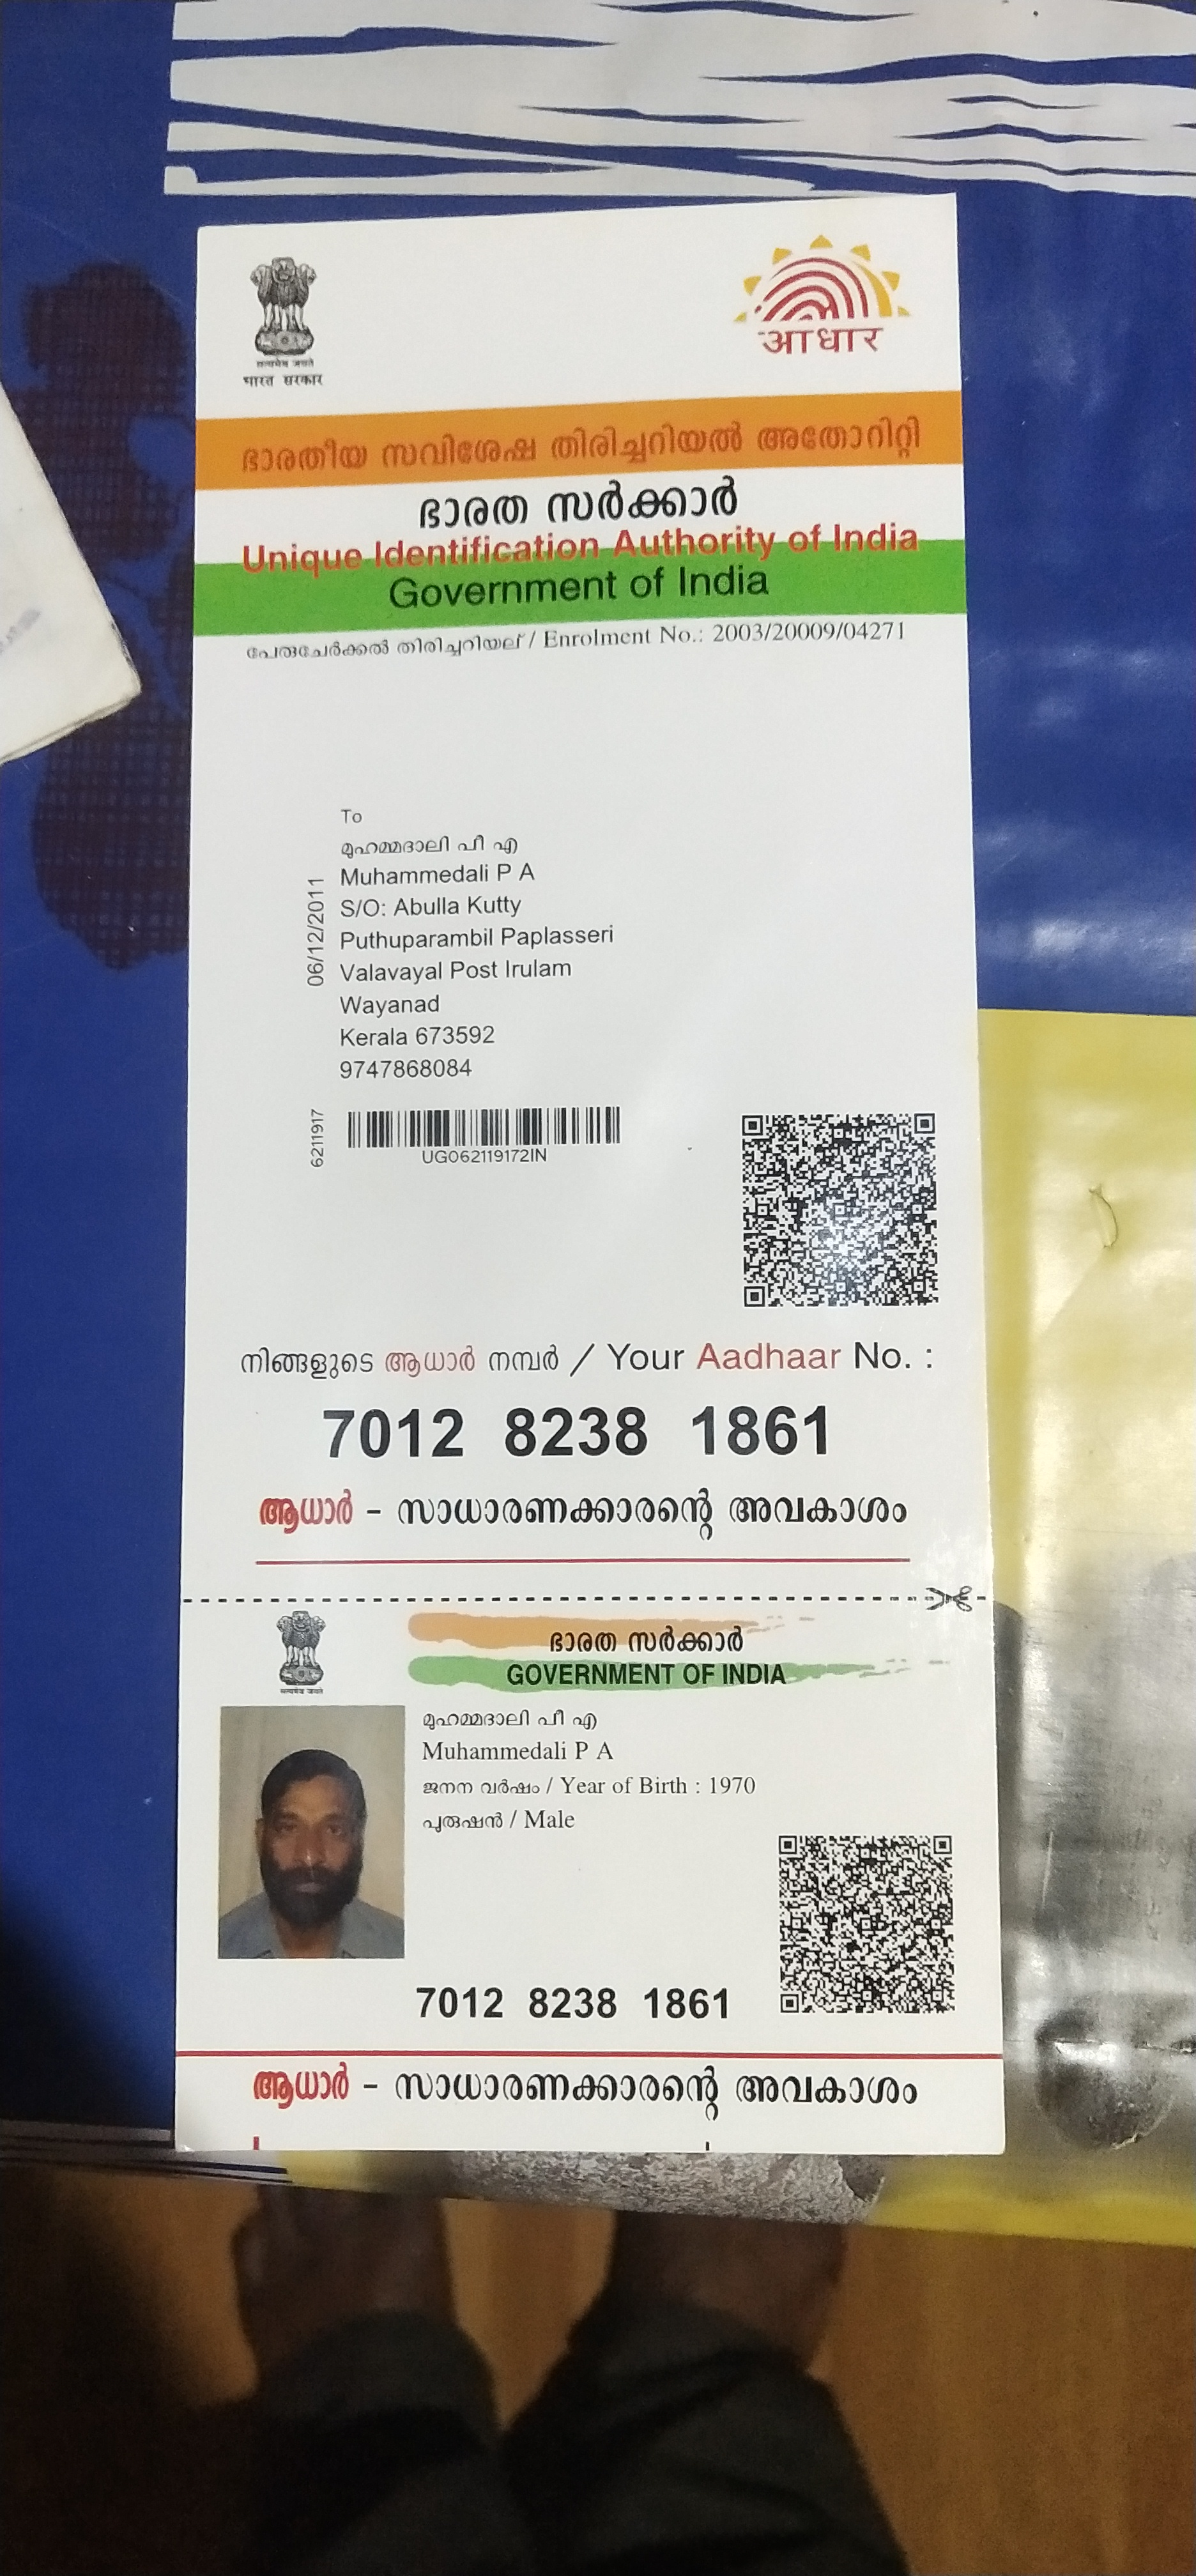 सत्यमेव जयते
भारत सरकार
आधार
ഭാരതീയ സവിശേഷ തിരിച്ചറിയൽ അതോറിറ്റി
ഭാരത സർക്കാർ
Unique Identification Authority of India
Government of India
പേരുചേർക്കൽ തിരിച്ചറിയല് / Enrolment No.: 2003/20009/04271
To
മുഹമ്മദാലി പീ എ
Muhammedali P A
S/O: Abulla Kutty
Puthuparambil Paplasseri
Valavayal Post Irulam
Wayanad
Kerala 673592
9747868084
06/12/2011
6211917
UG062119172IN
നിങ്ങളുടെ ആധാർ നമ്പർ / Your Aadhaar No. :
7012 8238 1861
ആധാർ - സാധാരണക്കാരന്റെ അവകാശം
सत्यमेव जयते
ഭാരത സർക്കാർ
GOVERNMENT OF INDIA
മുഹമ്മദാലി പീ എ
Muhammedali P A
ജനന വർഷം / Year of Birth : 1970
പുരുഷൻ / Male
7012 8238 1861
ആധാർ - സാധാരണക്കാരന്റെ അവകാശം